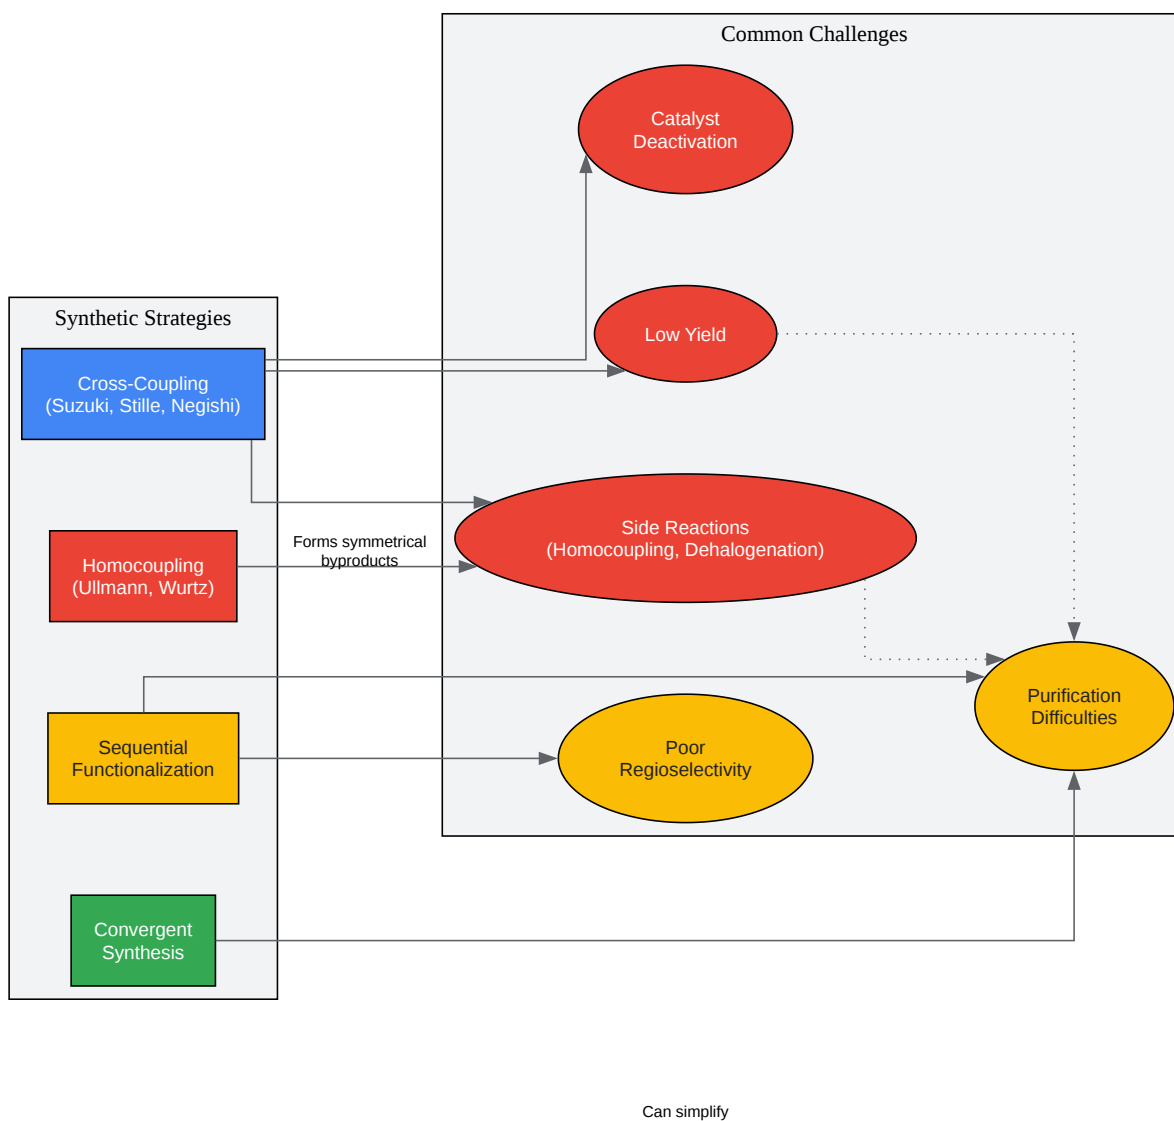 Common Challenges
Catalyst
Deactivation
Synthetic Strategies
Low Yield
Cross-Coupling
(Suzuki, Stille, Negishi)
Side Reactions
(Homocoupling, Dehalogenation)
Forms symmetrical
byproducts
Homocoupling
(Ullmann, Wurtz)
Purification
Difficulties
Sequential
Functionalization
Poor
Regioselectivity
Convergent
Synthesis
Can simplify